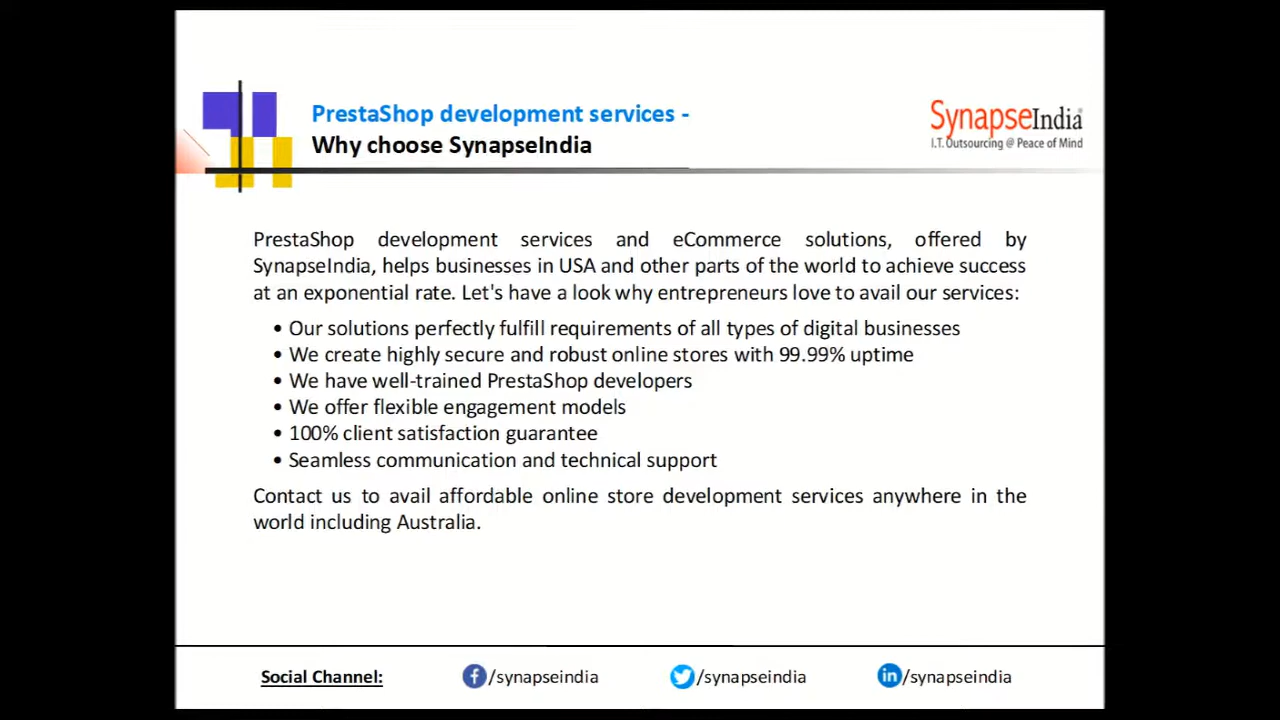 PrestaShop development services -
Why choose SynapseIndia
SynapseIndia
I.T. Outsourcing @ Peace of Mind
PrestaShop development services and eCommerce solutions, offered by
SynapseIndia, helps businesses in USA and other parts of the world to achieve success
at an exponential rate. Let's have a look why entrepreneurs love to avail our services:
• Our solutions perfectly fulfill requirements of all types of digital businesses
• We create highly secure and robust online stores with 99.99% uptime
• We have well-trained PrestaShop developers
• We offer flexible engagement models
• 100% client satisfaction guarantee
• Seamless communication and technical support
Contact us to avail affordable online store development services anywhere in the
world including Australia.
Social Channel: /synapseindia /synapseindia /synapseindia